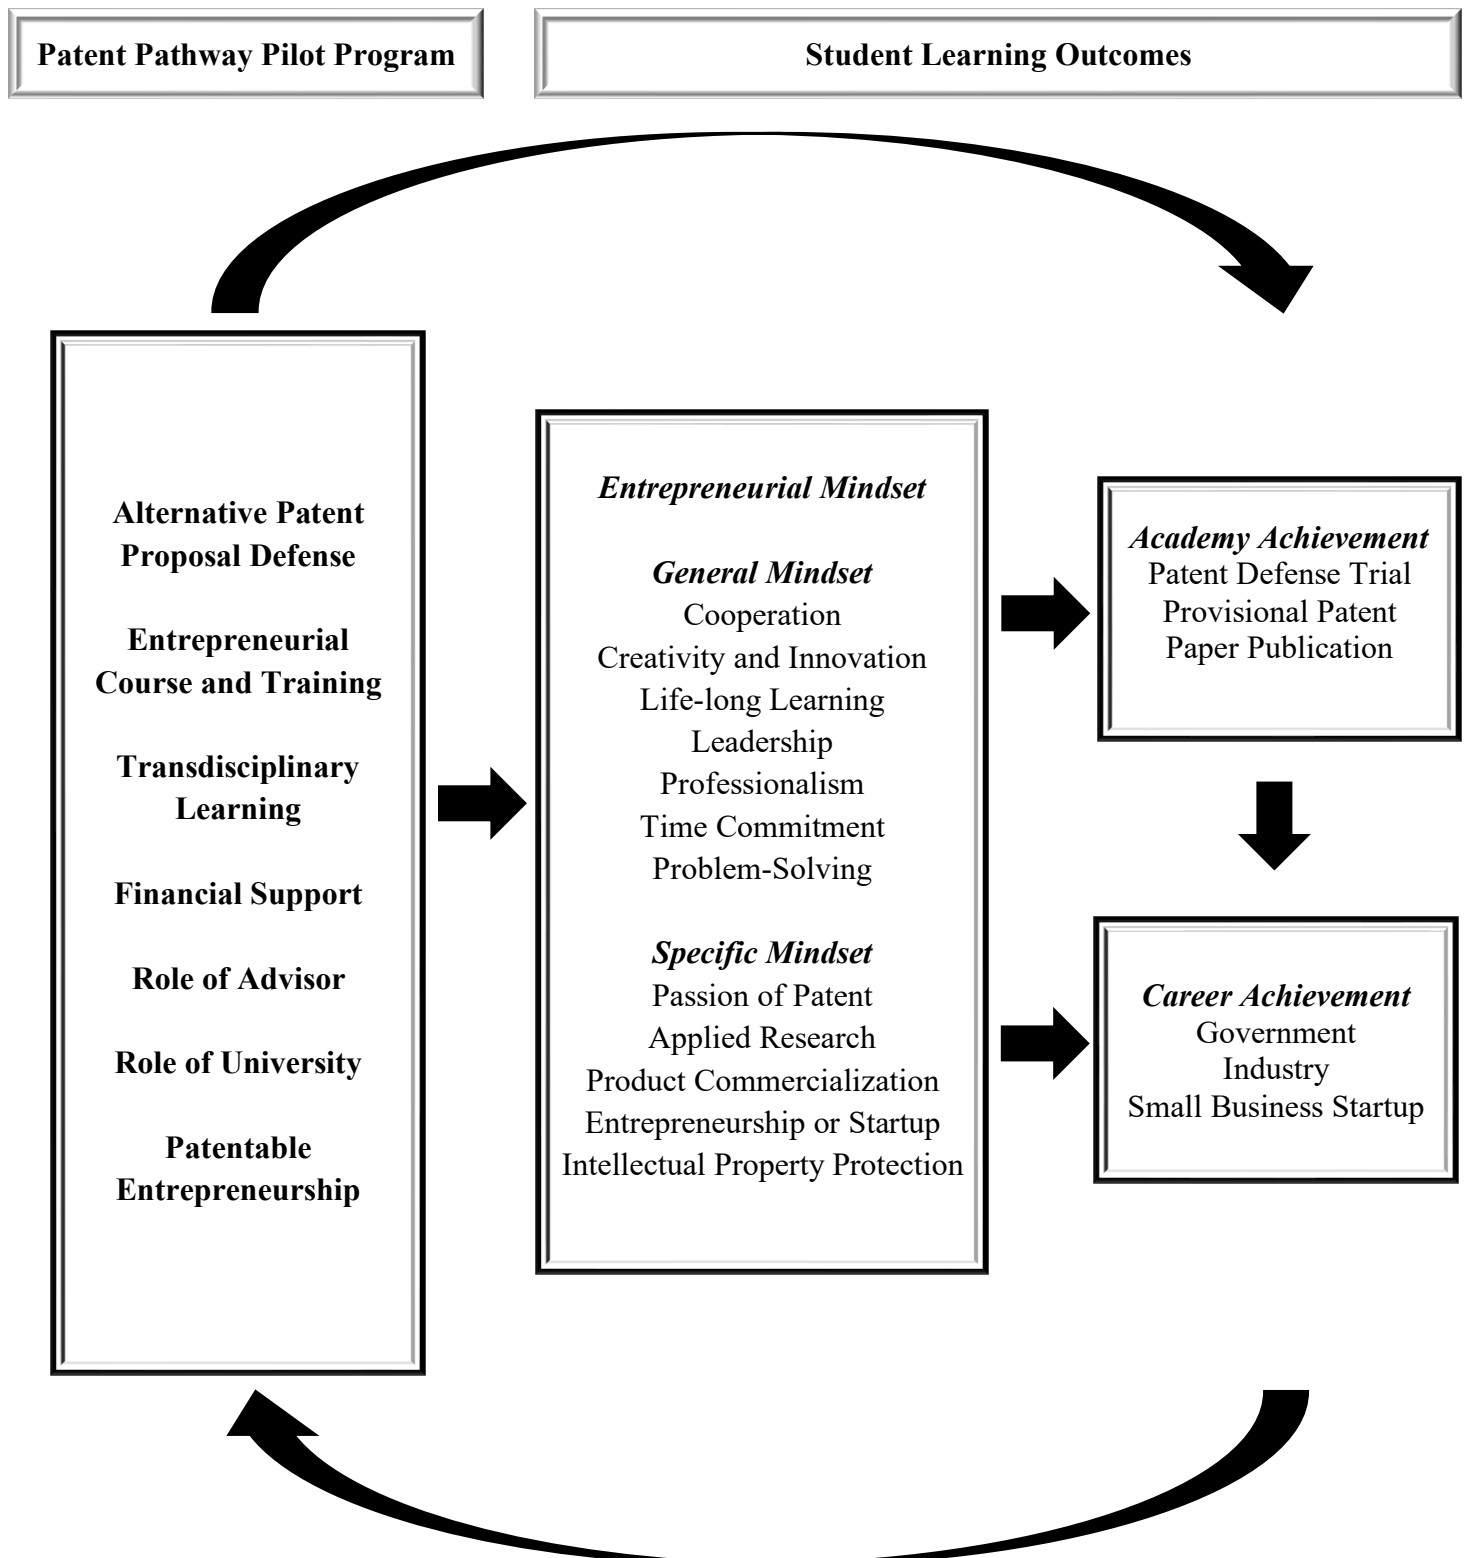 Patent Pathway Pilot Program
Student Learning Outcomes
Alternative Patent
Proposal Defense
Entrepreneurial
Course and Training
Transdisciplinary
Learning
Financial Support
Role of Advisor
Role of University
Patentable
Entrepreneurship
Entrepreneurial Mindset
General Mindset
Cooperation
Creativity and Innovation
Life-long Learning
Leadership
Professionalism
Time Commitment
Problem-Solving
Specific Mindset
Passion of Patent
Applied Research
Product Commercialization
Entrepreneurship or Startup
Intellectual Property Protection
Academy Achievement
Patent Defense Trial
Provisional Patent
Paper Publication
Career Achievement
Government
Industry
Small Business Startup